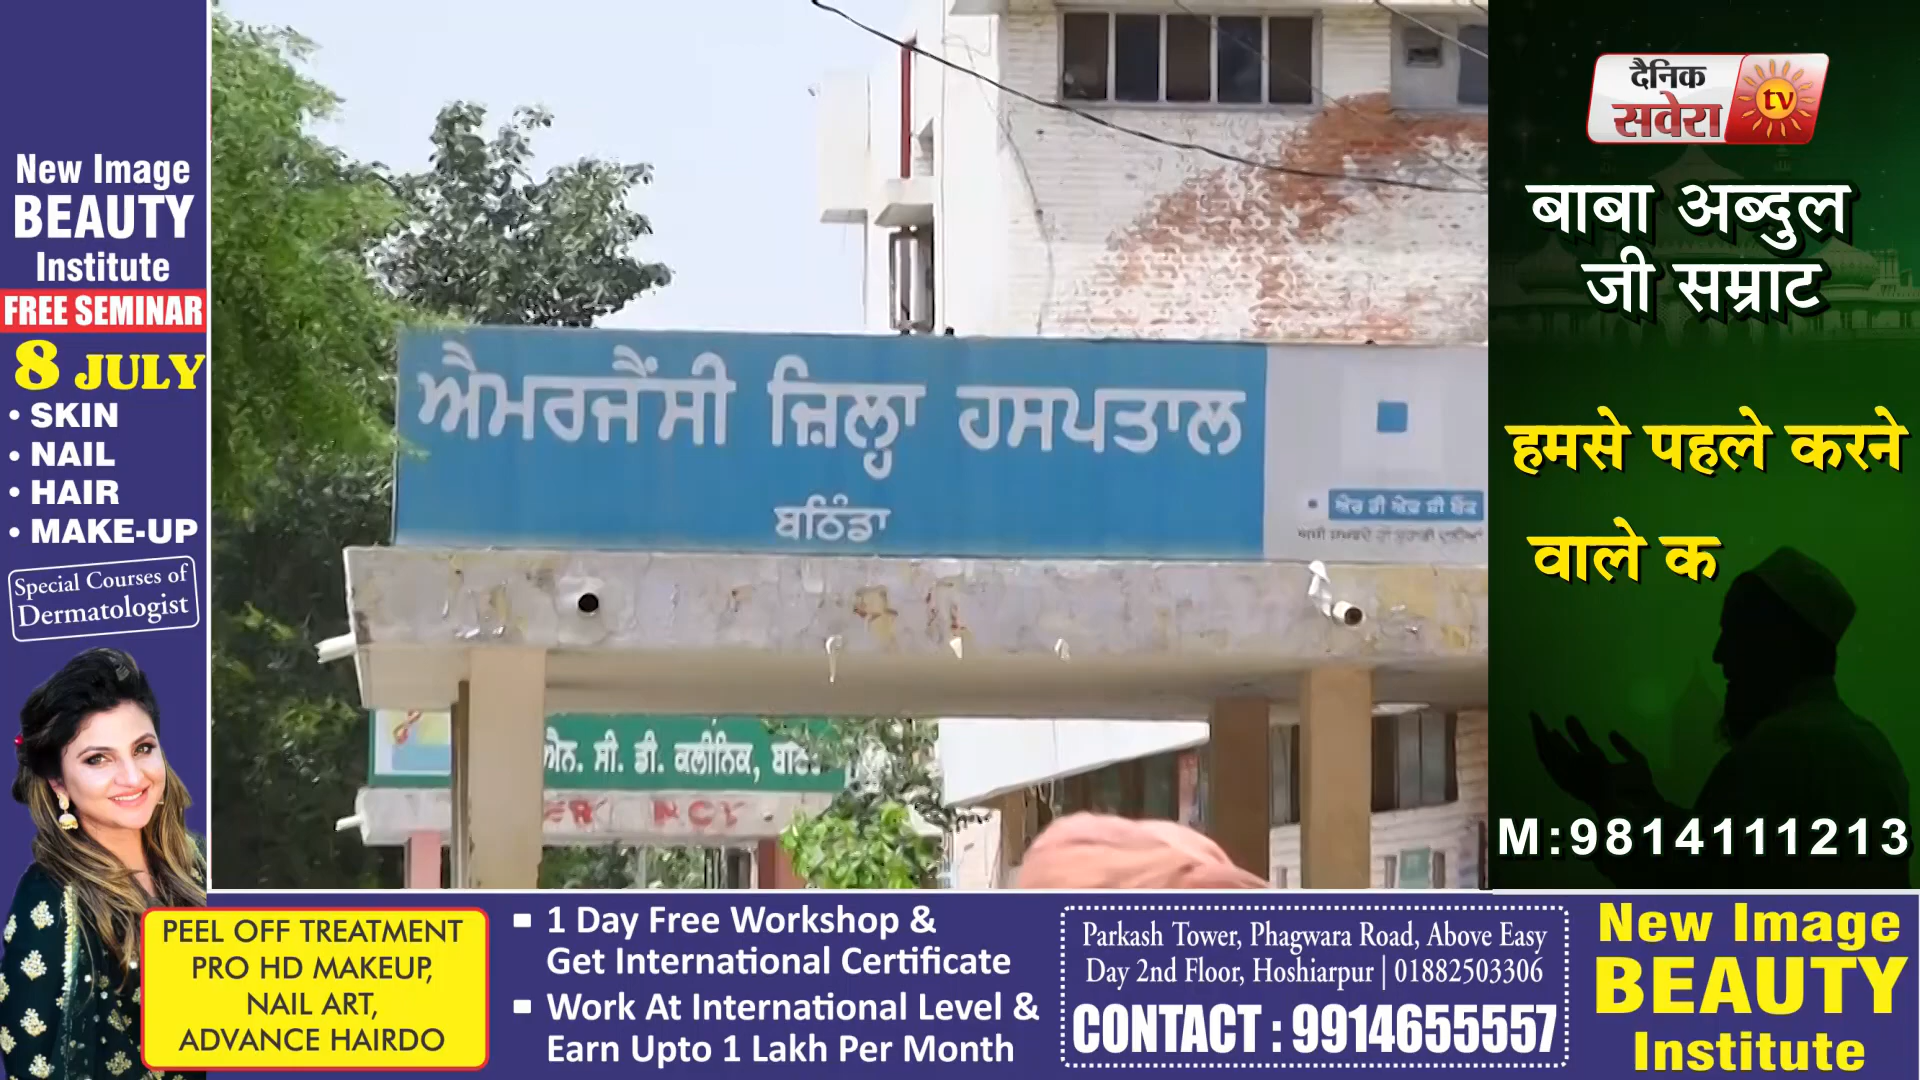 New Image
BEAUTY
Institute
FREE SEMINAR
8 JULY
• SKIN
• NAIL
• HAIR
• MAKE-UP
Special Courses of
Dermatologist
ਐਮਰਜੈਂਸੀ ਜ਼ਿਲ੍ਹਾ ਹਸਪਤਾਲ
ਬਠਿੰਡਾ
ਐਨ. ਸੀ. ਡੀ. ਕਲੀਨਿਕ,
दैनिक
सवेरा
tv
बाबा अब्दुल
जी सम्राट
हमसे पहले करने
वाले क
M:9814111213
PEEL OFF TREATMENT
PRO HD MAKEUP,
NAIL ART,
ADVANCE HAIRDO
1 Day Free Workshop &
Get International Certificate
Work At International Level &
Earn Upto 1 Lakh Per Month
Parkash Tower, Phagwara Road, Above Easy
Day 2nd Floor, Hoshiarpur | 01882503306
CONTACT : 9914655557
New Image
BEAUTY
Institute